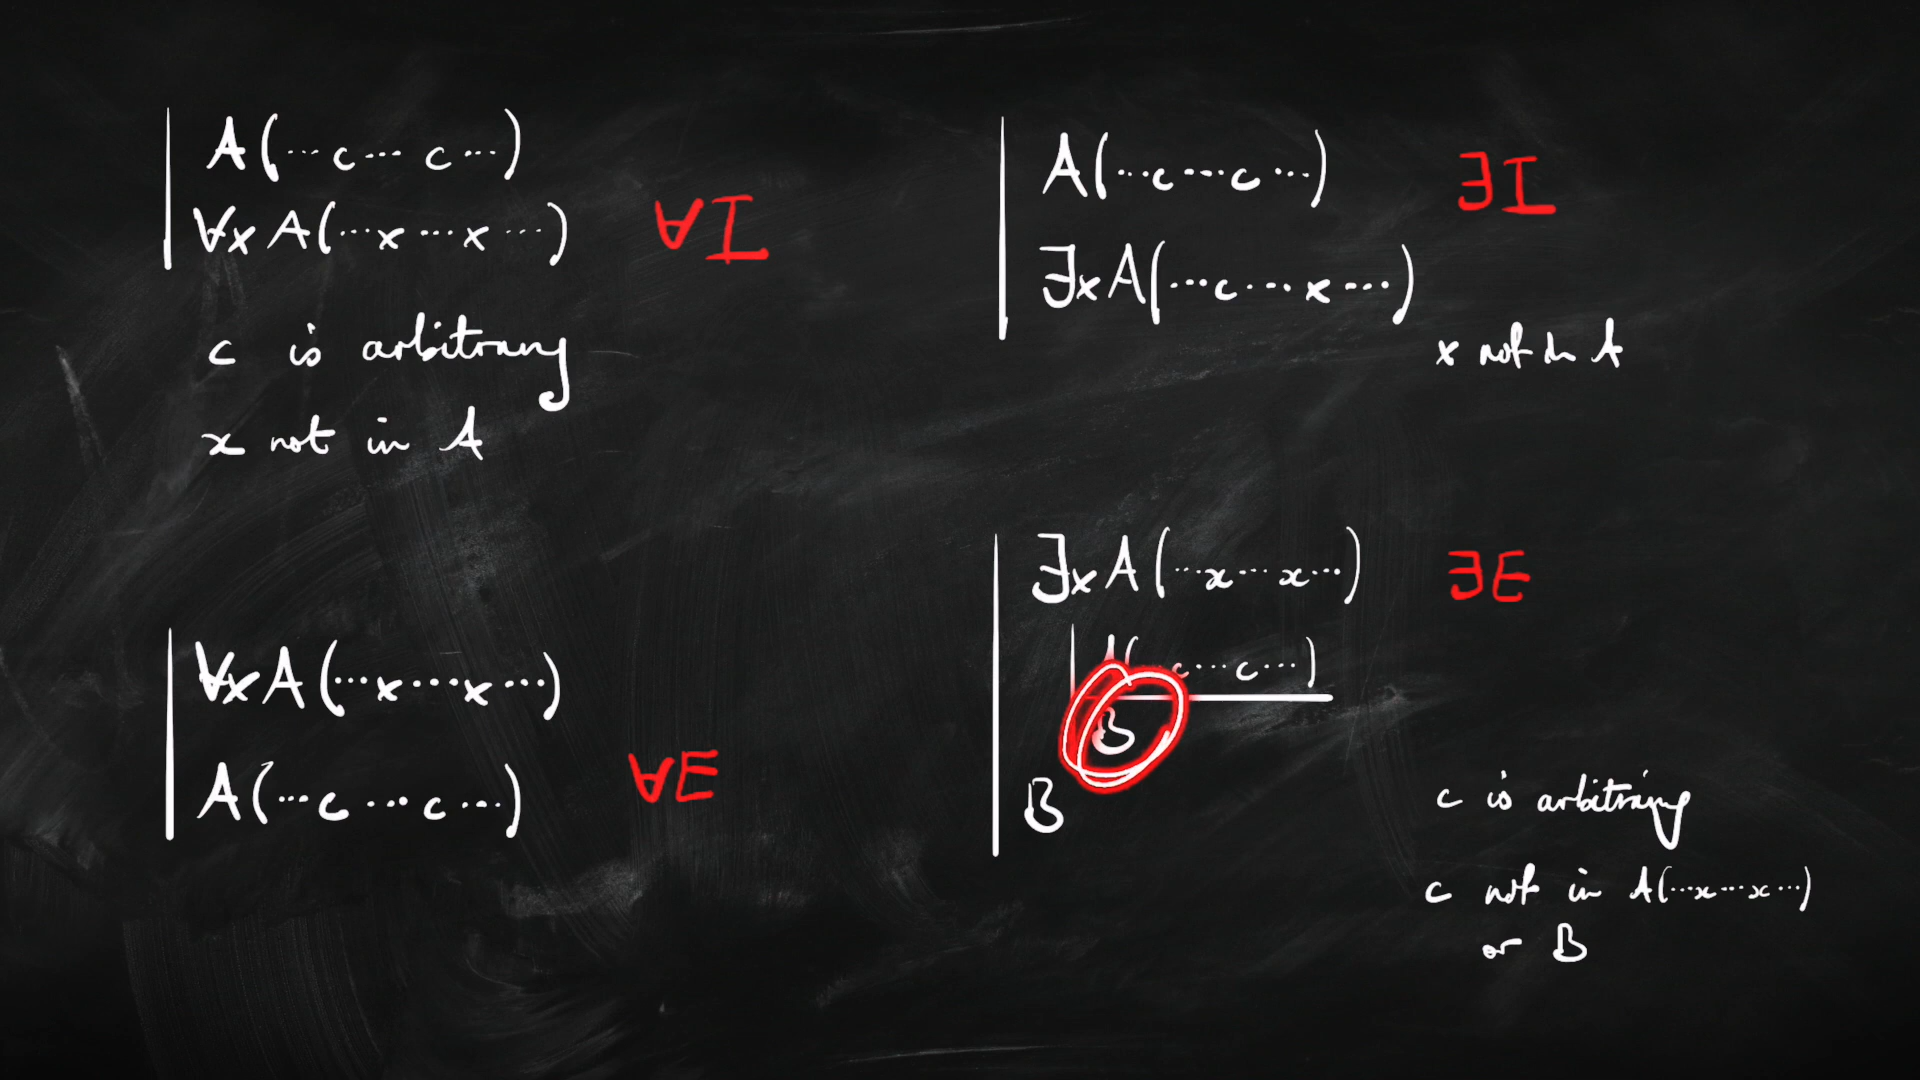 A(...c...c...)
∀xA(...x...x...) ∀I
c is arbitrary
x not in A
A(...c...c...) ∃I
∃xA(...c...x...)
x not in A
∀xA(...x...x...)
A(...c...c...) ∀E
∃xA(...x...x...) ∃E
A(...c...c...)
B
B
c is arbitrary
c not in A(...x...x...)
or B